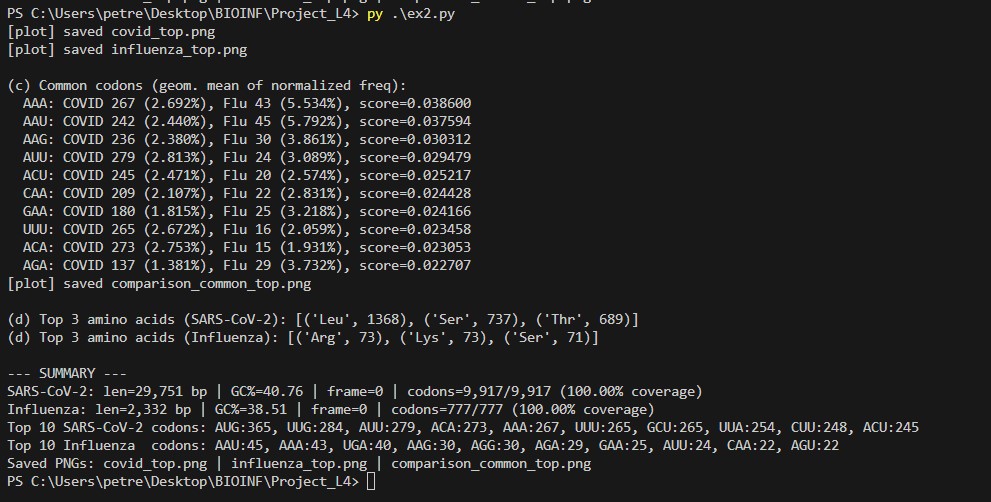 PS C:\Users\petre\Desktop\BIOINF\Project_L4> py .\ex2.py
[plot] saved covid_top.png
[plot] saved influenza_top.png
(c) Common codons (geom. mean of normalized freq):
AAA: COVID 267 (2.692%), Flu 43 (5.534%), score=0.038600
AAU: COVID 242 (2.440%), Flu 45 (5.792%), score=0.037594
AAG: COVID 236 (2.380%), Flu 30 (3.861%), score=0.030312
AUU: COVID 279 (2.813%), Flu 24 (3.089%), score=0.029479
ACU: COVID 245 (2.471%), Flu 20 (2.574%), score=0.025217
CAA: COVID 209 (2.107%), Flu 22 (2.831%), score=0.024428
GAA: COVID 180 (1.815%), Flu 25 (3.218%), score=0.024166
UUU: COVID 265 (2.672%), Flu 16 (2.059%), score=0.023458
ACA: COVID 273 (2.753%), Flu 15 (1.931%), score=0.023053
AGA: COVID 137 (1.381%), Flu 29 (3.732%), score=0.022707
[plot] saved comparison_common_top.png
(d) Top 3 amino acids (SARS-CoV-2): [('Leu', 1368), ('Ser', 737), ('Thr', 689)]
(d) Top 3 amino acids (Influenza): [('Arg', 73), ('Lys', 73), ('Ser', 71)]
--- SUMMARY ---
SARS-CoV-2: len=29,751 bp | GC%=40.76 | frame=0 | codons=9,917/9,917 (100.00% coverage)
Influenza: len=2,332 bp | GC%=38.51 | frame=0 | codons=777/777 (100.00% coverage)
Top 10 SARS-CoV-2 codons: AUG:365, UUG:284, AUU:279, ACA:273, AAA:267, UUU:265, GCU:265, UUA:254, CUU:248, ACU:245
Top 10 Influenza  codons: AAU:45, AAA:43, UGA:40, AAG:30, AGG:30, AGA:29, GAA:25, AUU:24, CAA:22, AGU:22
Saved PNGs: covid_top.png | influenza_top.png | comparison_common_top.png
PS C:\Users\petre\Desktop\BIOINF\Project_L4>